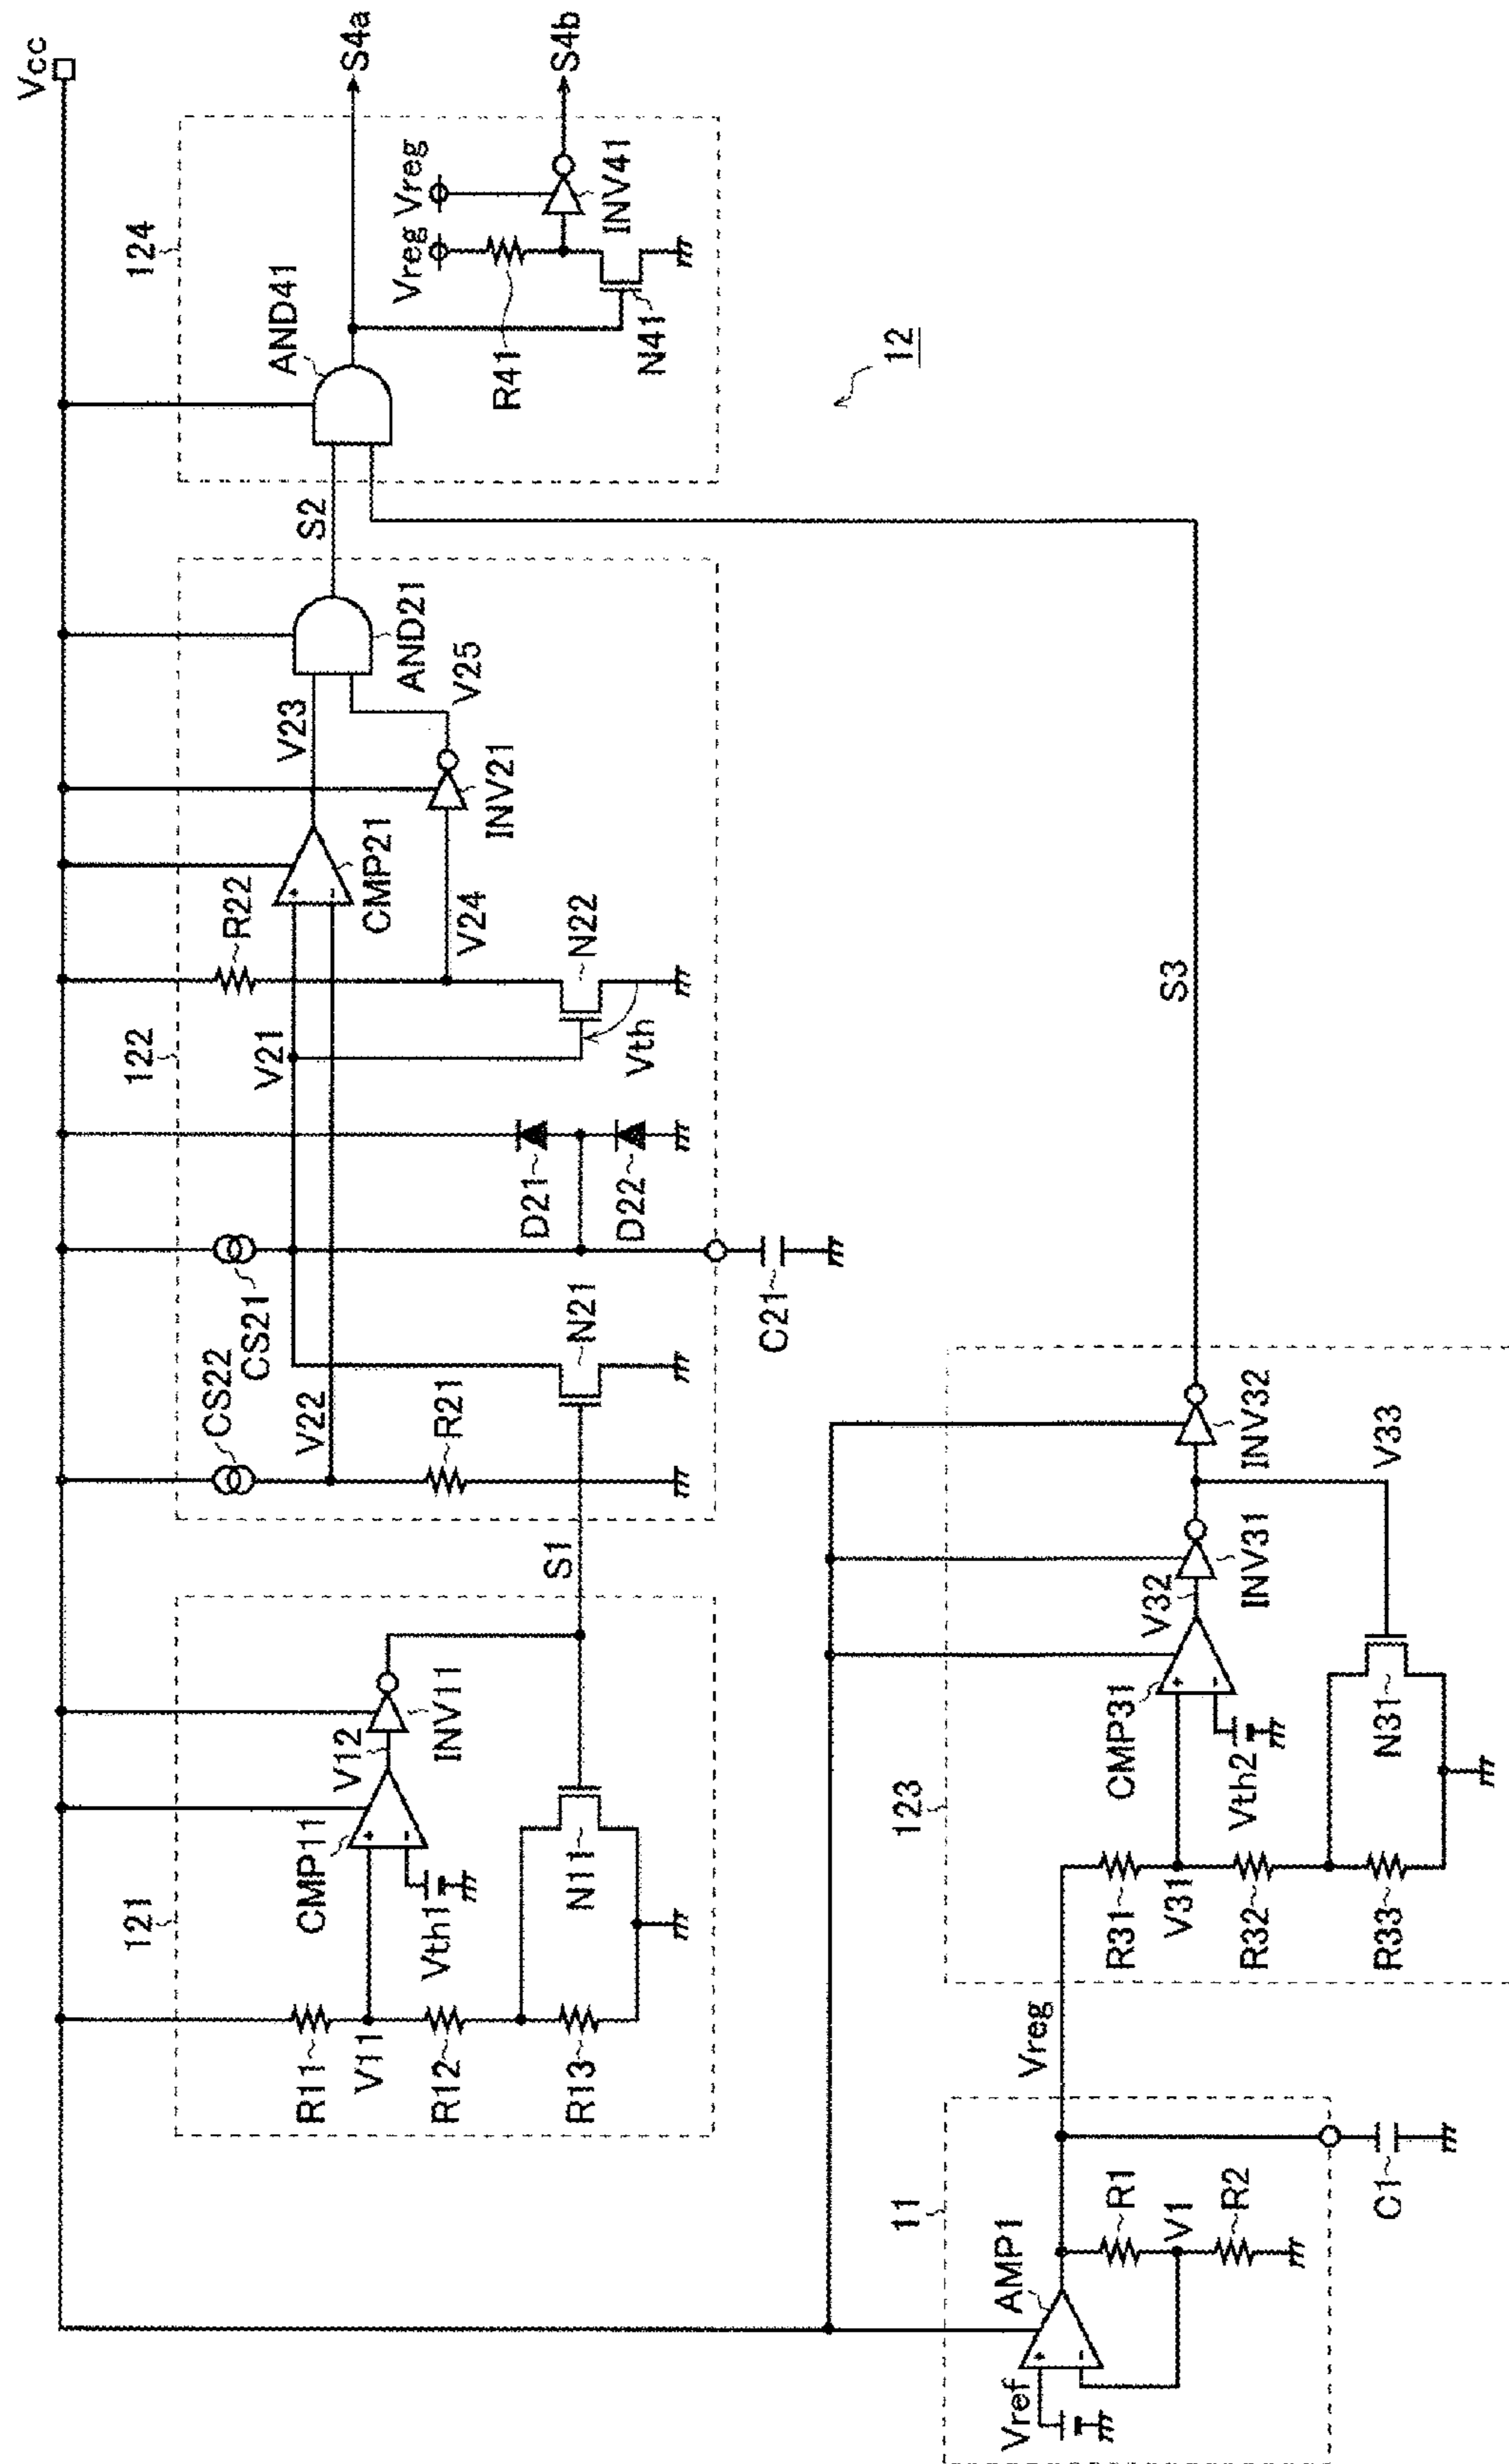 Vcc
121
R11
V11
R12
R13
CMP11
Vth1
V12
INV11
N11
S1
122
CS22
CS21
V22
R21
N21
C21
D21
D22
V21
R22
Vth
N22
V24
CMP21
V23
INV21
V25
AND21
S2
124
AND41
R41
Vreg
Vreg
N41
INV41
S4a
S4b
12
11
Vref
AMP1
R1
V1
R2
C1
Vreg
123
R31
V31
R32
R33
CMP31
Vth2
V32
INV31
N31
V33
INV32
S3